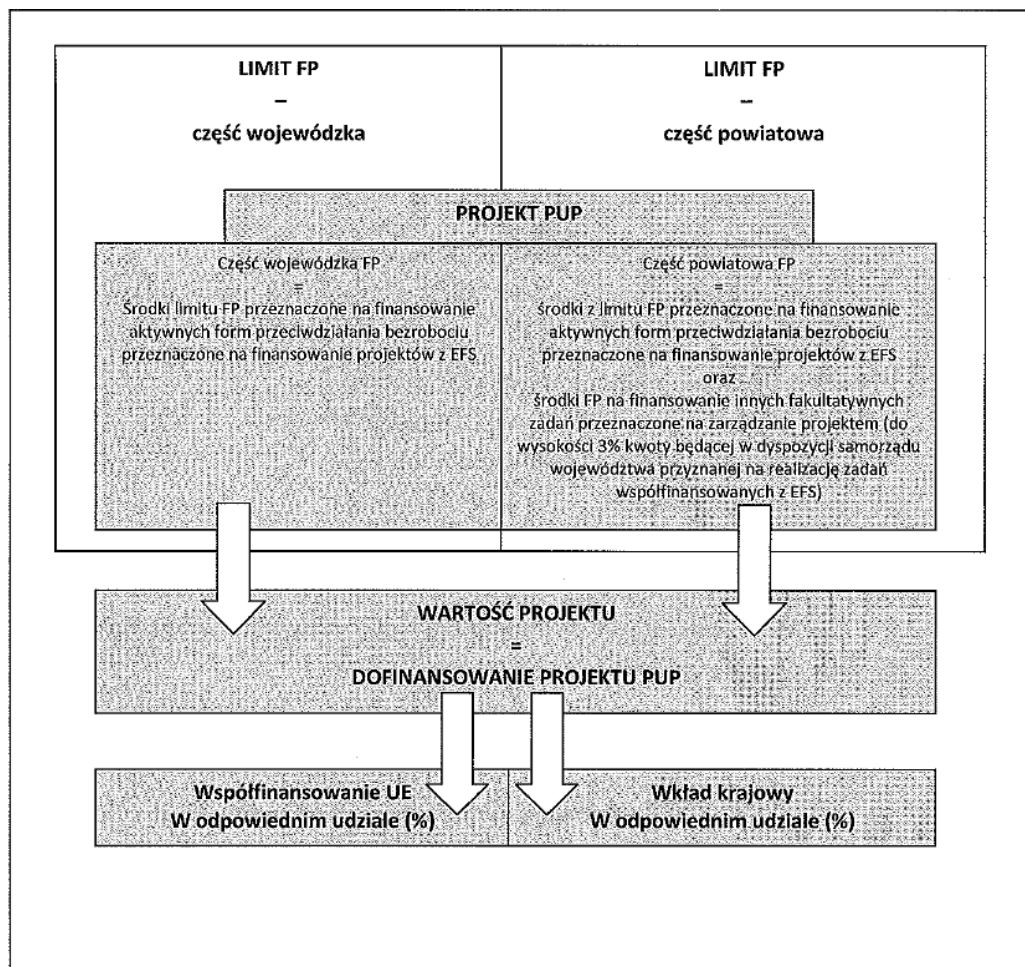 LIMIT FP
–
część wojewódzka
LIMIT FP
–
część powiatowa
PROJEKT PUP
Część wojewódzka FP
=
Środki limitu FP przeznaczone na finansowanie
aktywnych form przeciwdziałania bezrobociu
przeznaczone na finansowanie projektów z EFS
Część powiatowa FP
=
środki z limitu FP przeznaczone na finansowanie
aktywnych form przeciwdziałania bezrobociu
przeznaczone na finansowanie projektów z EFS
oraz
środki FP na finansowanie innych fakultatywnych
zadań przeznaczone na zarządzanie projektem (do
wysokości 3% kwoty będącej w dyspozycji samorządu
województwa przyznanej na realizację zadań
współfinansowanych z EFS)
WARTOŚĆ PROJEKTU
=
DOFINANSOWANIE PROJEKTU PUP
Współfinansowanie UE
W odpowiednim udziale (%)
Wkład krajowy
W odpowiednim udziale (%)